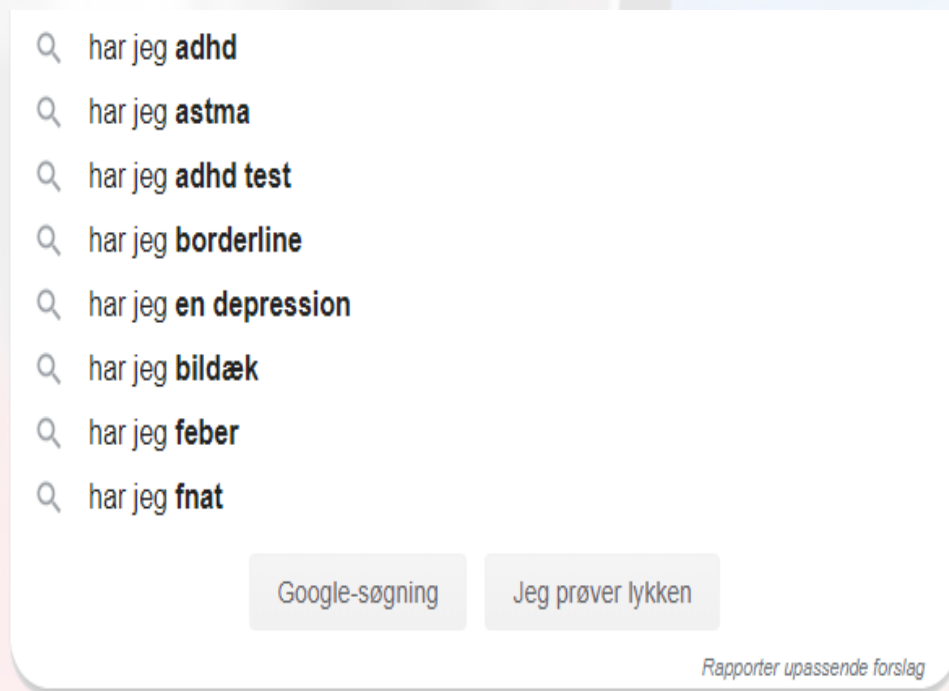 har jeg adhd
har jeg astma
har jeg adhd test
har jeg borderline
har jeg en depression
har jeg bildæk
har jeg feber
har jeg fnat
Google-søgning Jeg prøver lykken
Rapporter upassende forslag